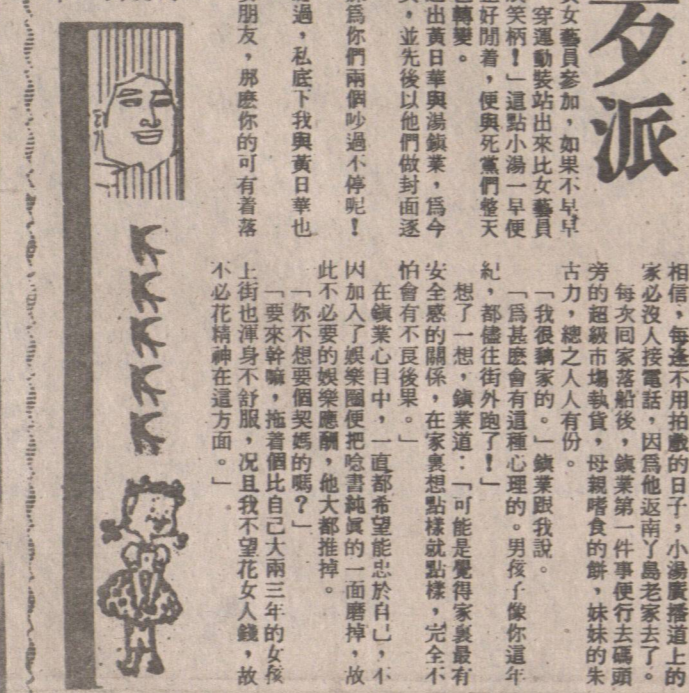 夕派
女藝員參加，如果不早早
穿運動裝站出來比女藝員
笑柄！」這點小湯一早便
好閒着，便與死黨們整天
轉變。
出黃日華與湯鎮業，爲今
，並先後以他們做封面逐
爲你們兩個吵過不停呢！
過，私底下我與黃日華也
朋友，那麼你的可有着落
相信，每逢不用拍戲的日子，小湯廣播道上的
家必沒人接電話，因爲他返南丫島老家去了。
每次回家落船後，鎮業第一件事便行去碼頭
旁的超級市場執貨，母親嗜食的餅，妹妹的朱
古力，總之人人有份。
「我很鶴家的。」鎮業跟我說。
「爲甚麽會有這種心理的。男孩子像你這年
紀，都儘往街外跑了！」
想了一想，鎮業道：「可能是覺得家裏最有
安全感的關係，在家裏想點樣就點樣，完全不
怕會有不良後果。」
在鎮業心目中，一直都希望能忠於自己，不
因加入了娛樂圈便把唸書純眞的一面磨掉，故
此不必要的娛樂應酬，他大都推掉。
「你不想要個契媽的嗎？」
「要來幹嘛，拖着個比自己大兩三年的女孩
上街也渾身不舒服，况且我不望花女人錢，故
不必花精神在這方面。」